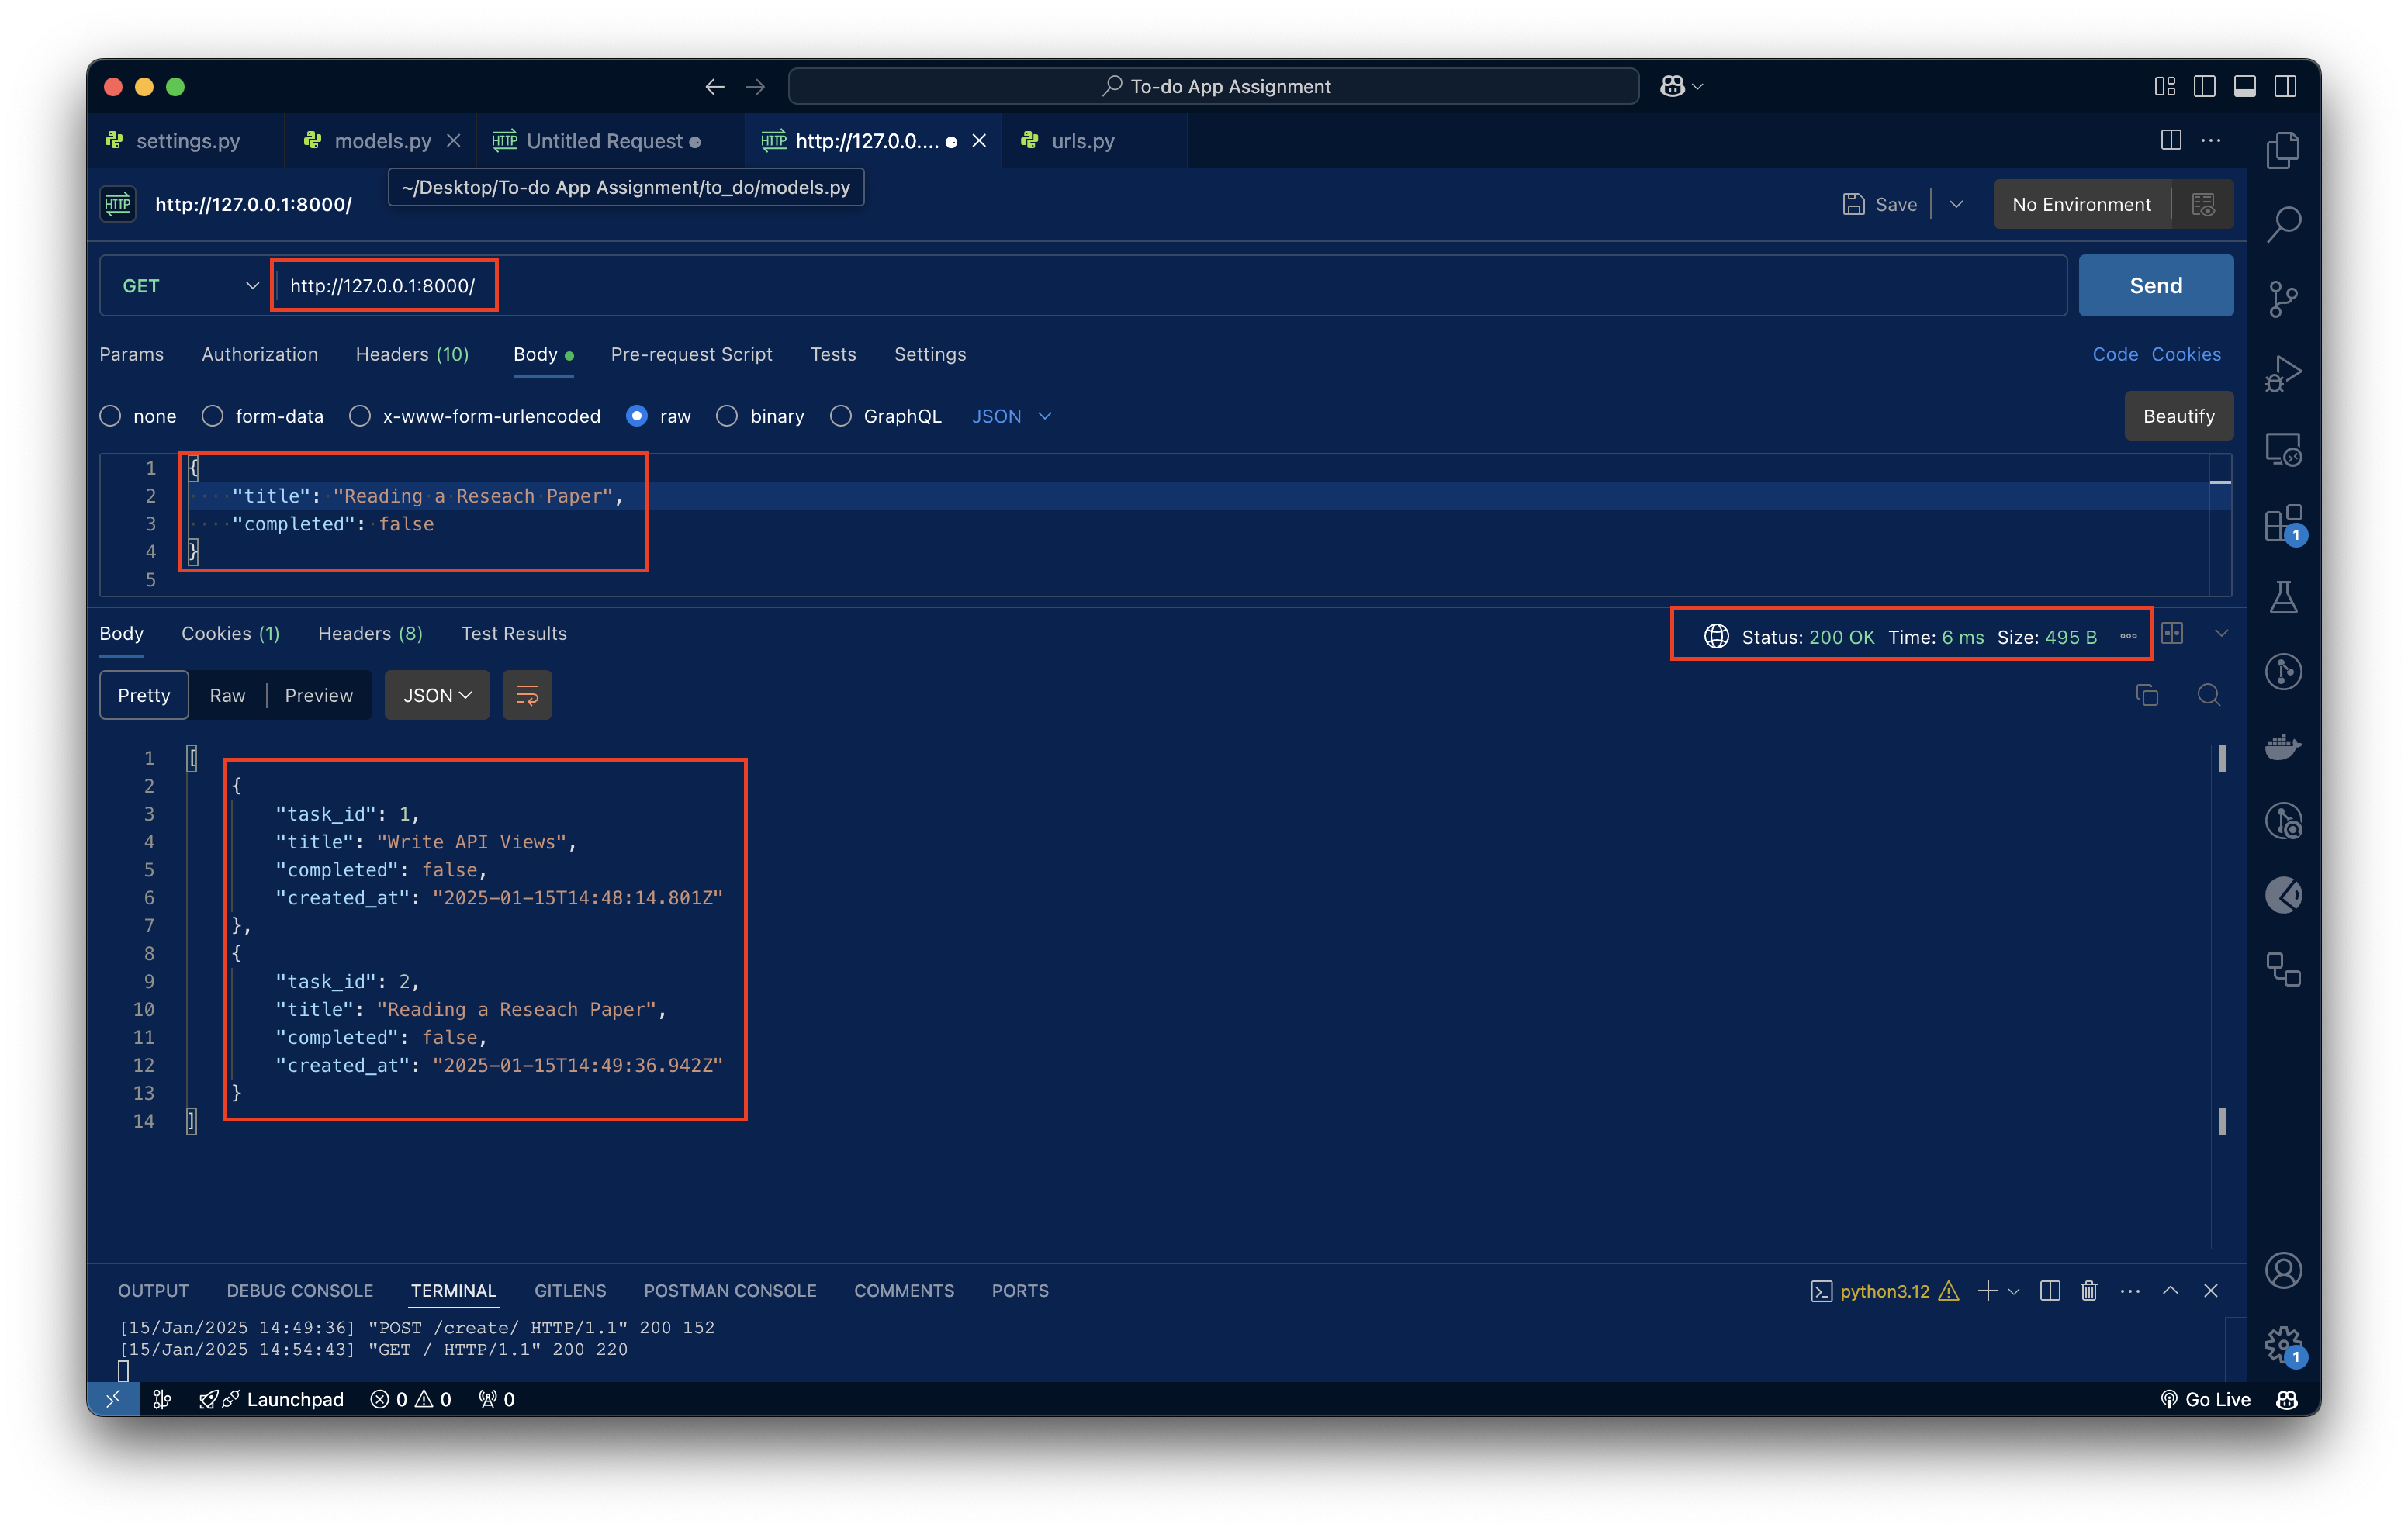 To-do App Assignment
settings.py
models.py
HTTP Untitled Request
HTTP http://127.0.0....
urls.py
~/Desktop/To-do App Assignment/to_do/models.py
HTTP http://127.0.0.1:8000/
Save
No Environment
GET
http://127.0.0.1:8000/
Send
Params Authorization Headers (10) Body Pre-request Script Tests Settings
Code Cookies
none form-data x-www-form-urlencoded raw binary GraphQL JSON
Beautify
1 {
2 ····"title":·"Reading·a·Reseach·Paper",
3 ····"completed":·false
4 }
5
Body Cookies (1) Headers (8) Test Results
Status: 200 OK Time: 6 ms Size: 495 B
Pretty Raw Preview JSON
1 [
2 {
3 "task_id": 1,
4 "title": "Write API Views",
5 "completed": false,
6 "created_at": "2025-01-15T14:48:14.801Z"
7 },
8 {
9 "task_id": 2,
10 "title": "Reading a Reseach Paper",
11 "completed": false,
12 "created_at": "2025-01-15T14:49:36.942Z"
13 }
14 ]
1
OUTPUT DEBUG CONSOLE TERMINAL GITLENS POSTMAN CONSOLE COMMENTS PORTS
python3.12
[15/Jan/2025 14:49:36] "POST /create/ HTTP/1.1" 200 152
[15/Jan/2025 14:54:43] "GET / HTTP/1.1" 200 220
1
Launchpad 0 0 0
Go Live